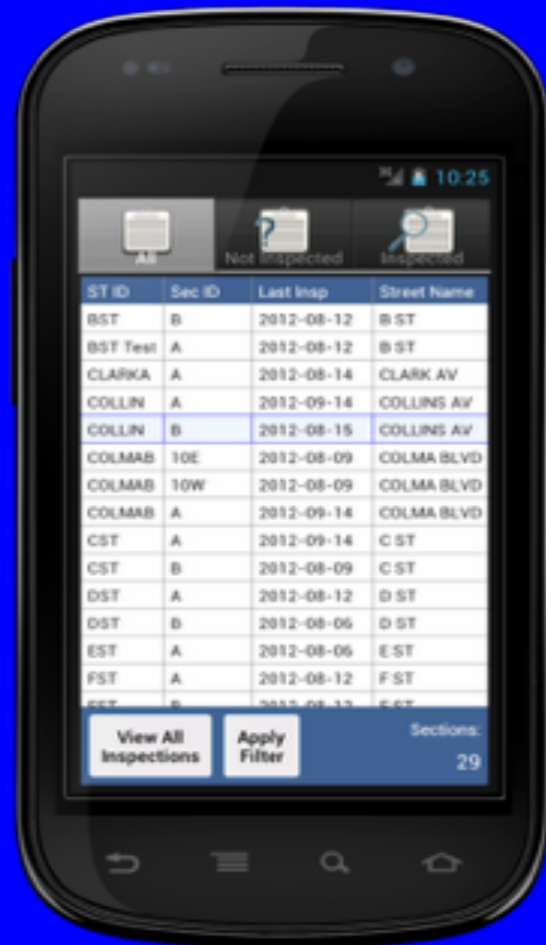 3G 10:25
All Not Inspected Inspected
ST ID Sec ID Last Insp Street Name
BST B 2012-08-12 B ST
BST Test A 2012-08-12 B ST
CLARKA A 2012-08-14 CLARK AV
COLLIN A 2012-09-14 COLLINS AV
COLLIN B 2012-08-15 COLLINS AV
COLMAB 10E 2012-08-09 COLMA BLVD
COLMAB 10W 2012-08-09 COLMA BLVD
COLMAB A 2012-09-14 COLMA BLVD
CST A 2012-09-14 C ST
CST B 2012-08-09 C ST
DST A 2012-08-12 D ST
DST B 2012-08-06 D ST
EST A 2012-08-06 E ST
FST A 2012-08-12 F ST
View All Apply Sections:
Inspections Filter 29